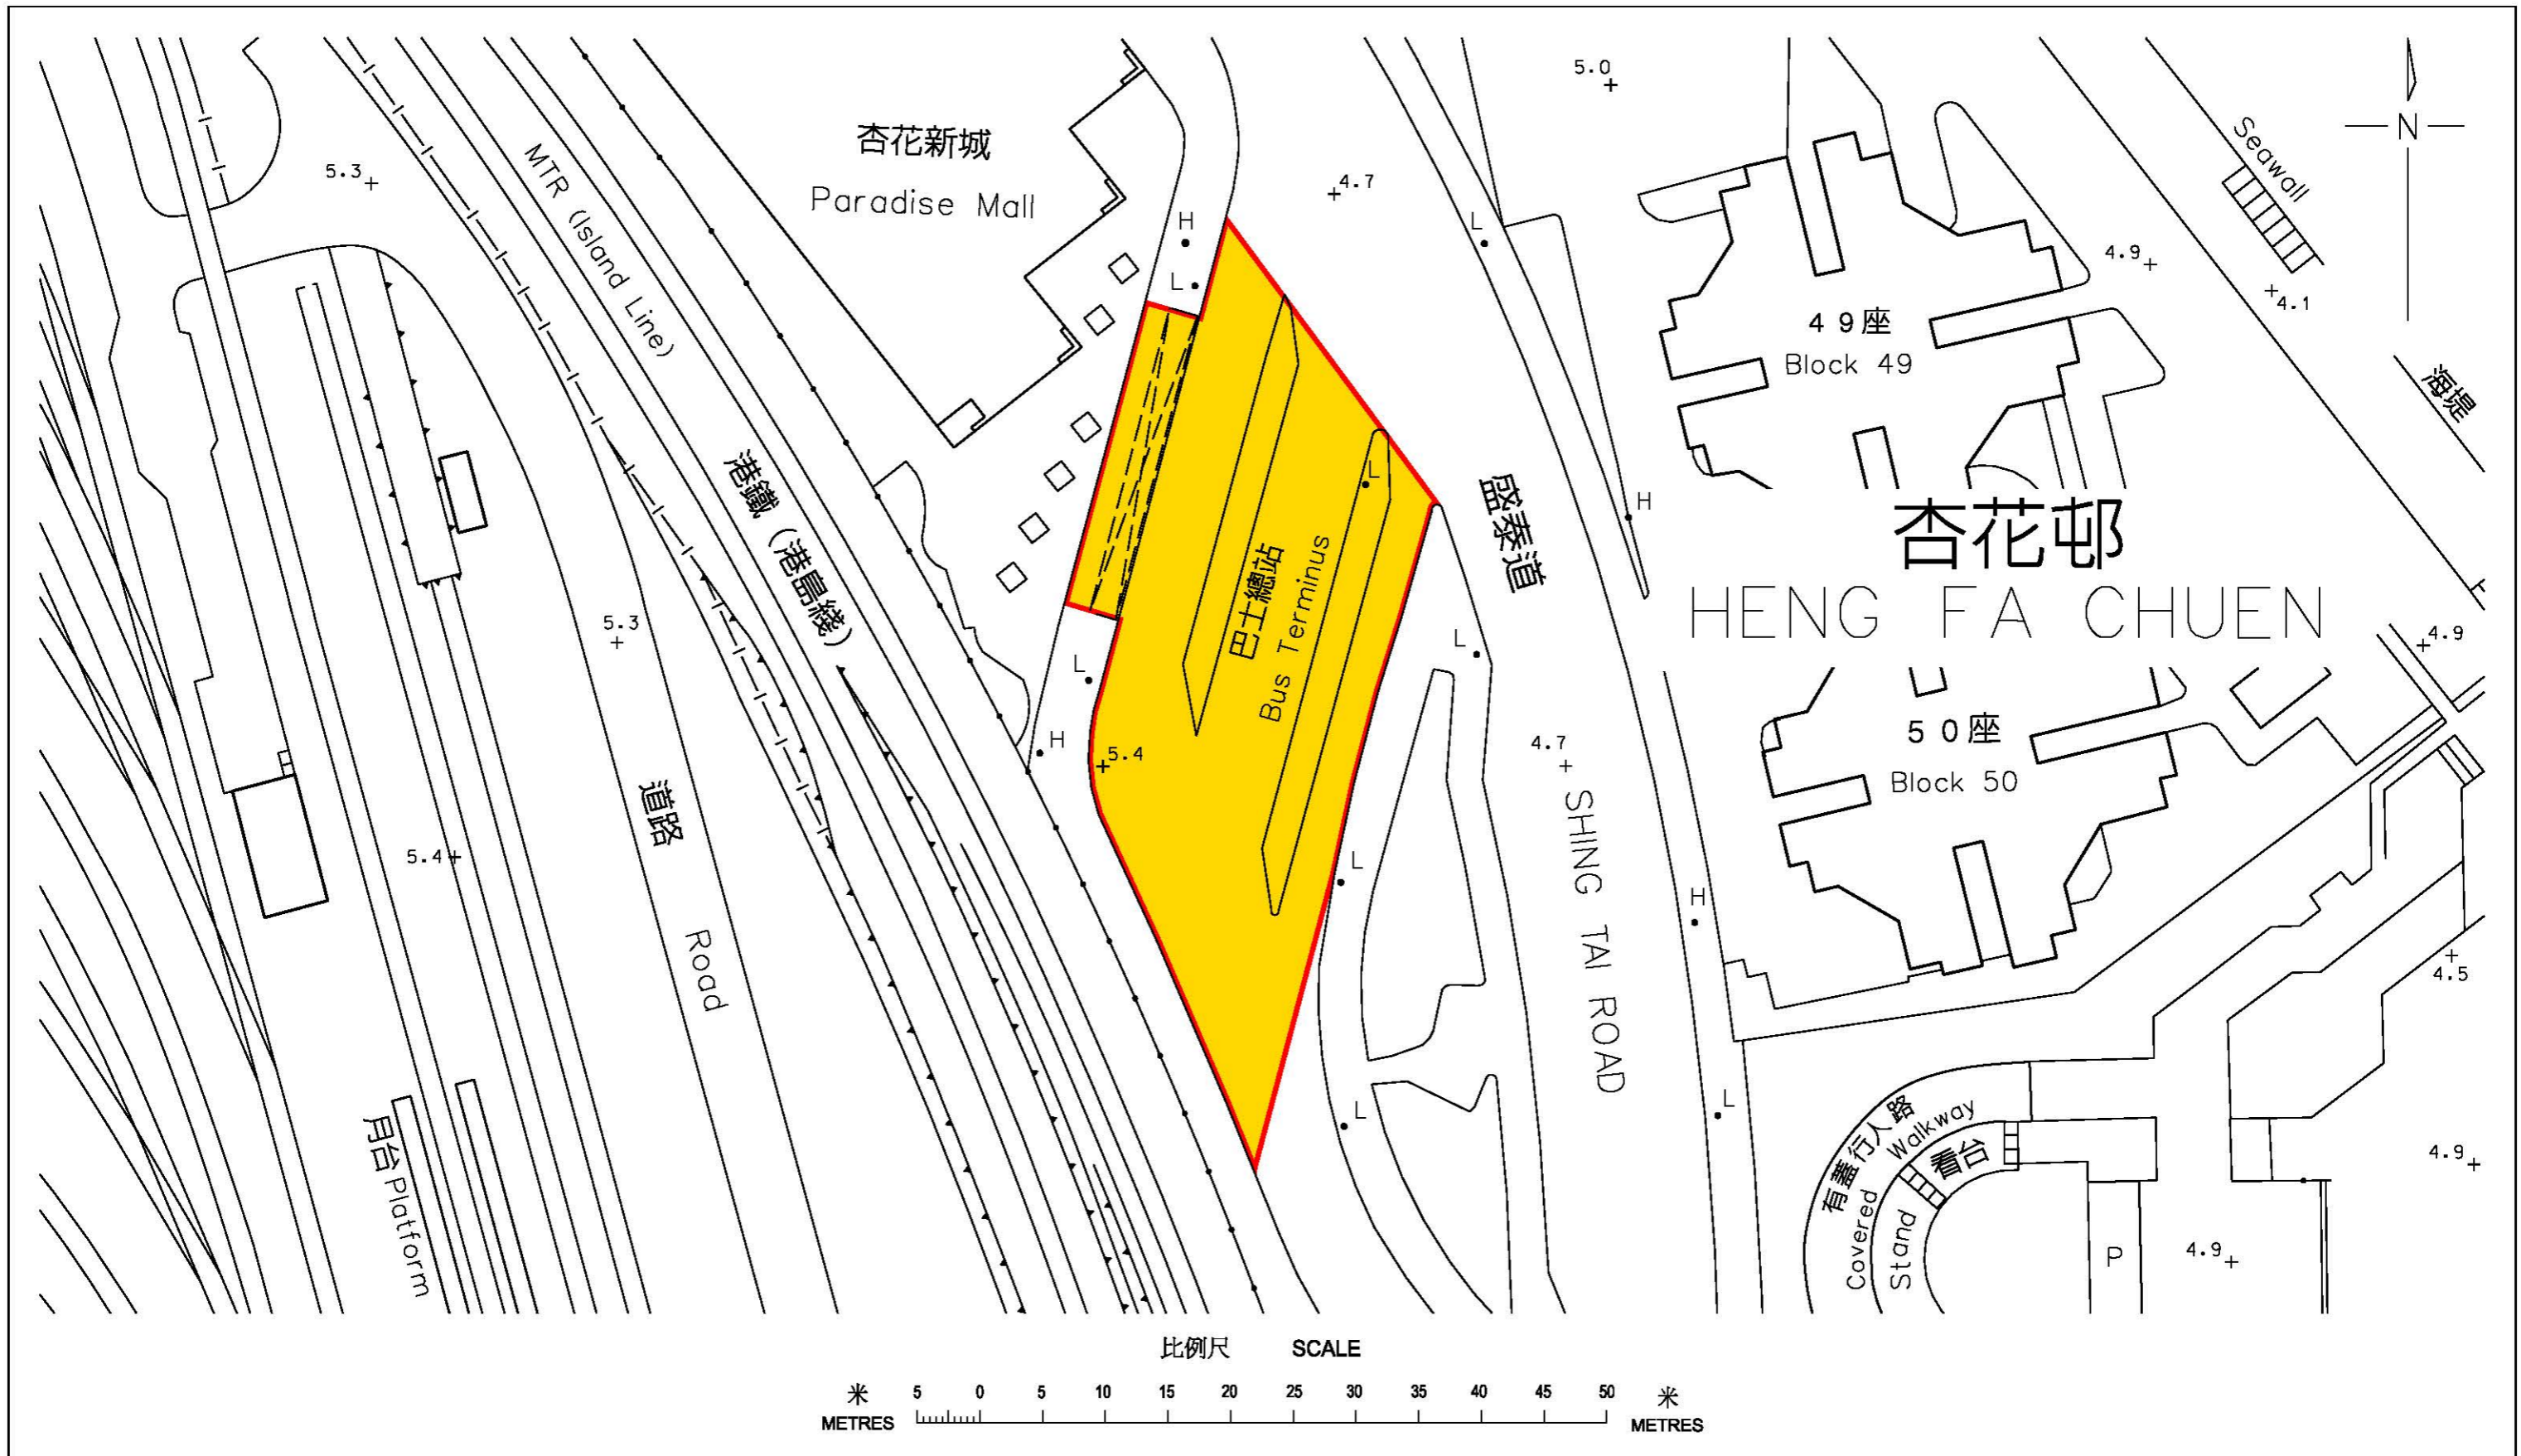 5.0
N
Seawall
杏花新城
Paradise Mall
5.3
4.7
MTR (Island Line)
H
L
L
4.9
4.1
49座
Block 49
海堤
港鐵（港島綫）
L
盛泰道
H
杏花邨
HENG FA CHUEN
巴士總站
Bus Terminus
5.3
L
L
4.9
H
5.4
4.7
50座
Block 50
道路
Road
5.4
L
SHING TAI ROAD
H
4.5
月台 Platform
L
L
有蓋行人路
Covered Walkway
看台
Stand
P
4.9
4.9
比例尺 SCALE
米 5 0 5 10 15 20 25 30 35 40 45 50 米
METRES METRES